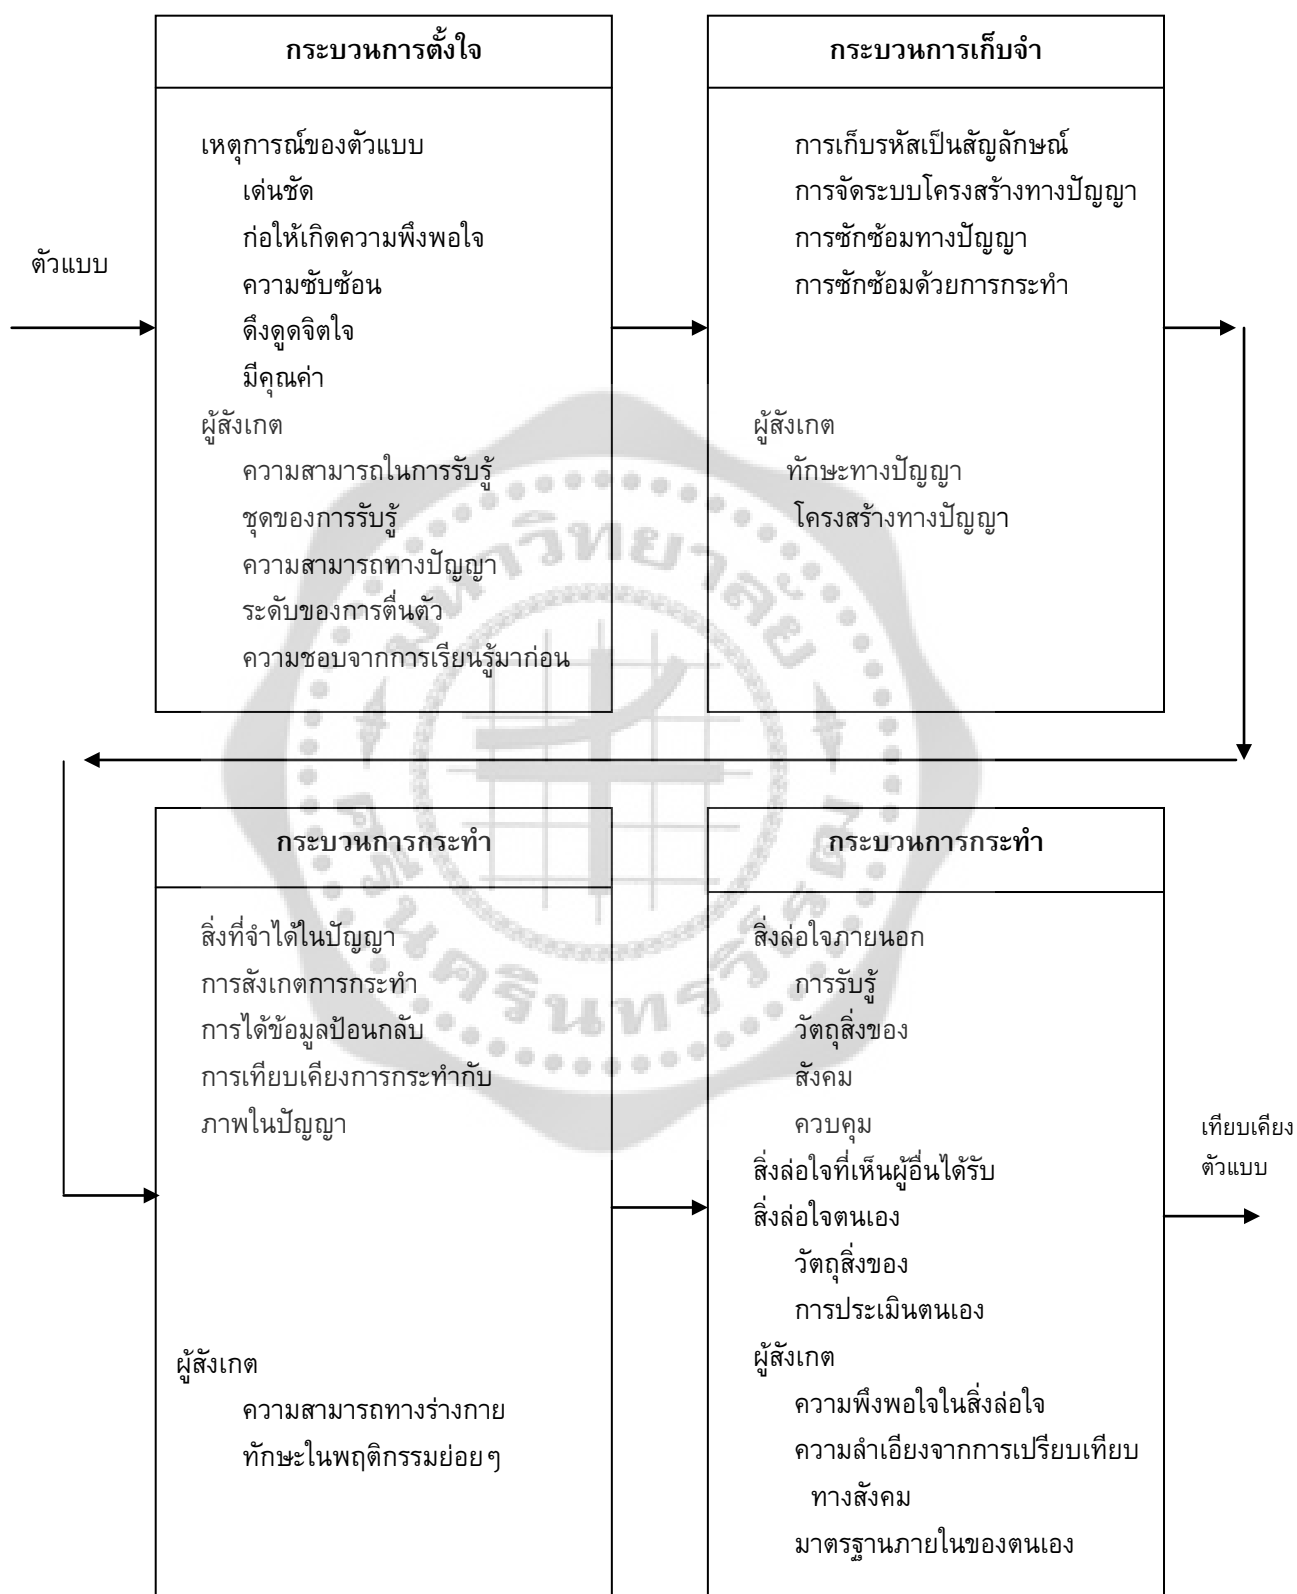 ตัวแบบ
กระบวนการตั้งใจ
เหตุการณ์ของตัวแบบ
เด่นชัด
ก่อให้เกิดความพึงพอใจ
ความซับซ้อน
ดึงดูดจิตใจ
มีคุณค่า
ผู้สังเกต
ความสามารถในการรับรู้
ชุดของการรับรู้
ความสามารถทางปัญญา
ระดับของการตื่นตัว
ความชอบจากการเรียนรู้มาก่อน
กระบวนการเก็บจำ
การเก็บรหัสเป็นสัญลักษณ์
การจัดระบบโครงสร้างทางปัญญา
การซักซ้อมทางปัญญา
การซักซ้อมด้วยการกระทำ
ผู้สังเกต
ทักษะทางปัญญา
โครงสร้างทางปัญญา
กระบวนการกระทำ
สิ่งที่จำได้ในปัญญา
การสังเกตการกระทำ
การได้ข้อมูลป้อนกลับ
การเทียบเคียงการกระทำกับ
ภาพในปัญญา
ผู้สังเกต
ความสามารถทางร่างกาย
ทักษะในพฤติกรรมย่อยๆ
กระบวนการกระทำ
สิ่งล่อใจภายนอก
การรับรู้
วัตถุสิ่งของ
สังคม
ควบคุม
สิ่งล่อใจที่เห็นผู้อื่นได้รับ
สิ่งล่อใจตนเอง
วัตถุสิ่งของ
การประเมินตนเอง
ผู้สังเกต
ความพึงพอใจในสิ่งล่อใจ
ความลำเอียงจากการเปรียบเทียบ
ทางสังคม
มาตรฐานภายในของตนเอง
เทียบเคียง
ตัวแบบ
มหาวิทยาลัย
ศรีนครินทรวิโรฒ